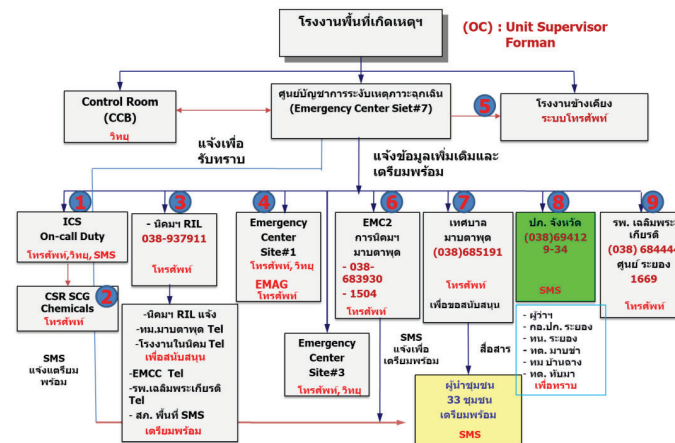 โรงงานพื้นที่เกิดเหตุฯ
(OC) : Unit Supervisor
Forman
Control Room
(CCB)
วิทยุ
ศูนย์บัญชาการระงับเหตุภาวะฉุกเฉิน
(Emergency Center Siet#7)
5
โรงงานข้างเคียง
ระบบโทรศัพท์
แจ้งเพื่อ
รับทราบ
แจ้งข้อมูลเพิ่มเติมและ
เตรียมพร้อม
1
ICS
On-call Duty
โทรศัพท์,วิทยุ, SMS
2
CSR SCG
Chemicals
โทรศัพท์
SMS
แจ้งเตรียม
พร้อม
3
- นิคมฯ RIL
038-937911
โทรศัพท์
-นิคมฯ RIL แจ้ง
-ทม.มาบตาพุด Tel
-โรงงานในนิคม Tel
เพื่อสนับสนุน
-EMCC Tel
-รพ.เฉลิมพระเกียรติ
Tel
-สภ. พื้นที่ SMS
เตรียมพร้อม
4
Emergency
Center
Site#1
โทรศัพท์, วิทยุ
EMAG
โทรศัพท์
Emergency
Center
Site#3
โทรศัพท์, วิทยุ
6
EMC2
การนิคมฯ
มาบตาพุด
- 038-
683930
- 1504
โทรศัพท์
SMS
แจ้งเพื่อ
เตรียมพร้อม
7
เทศบาล
มาบตาพุด
(038)685191
โทรศัพท์
เพื่อขอสนับสนุน
สื่อสาร
ผู้นำชุมชน
33 ชุมชน
เตรียมพร้อม
SMS
8
ปภ. จังหวัด
(038)69412
9-34
SMS
- ผู้ว่าฯ
- กอ.ปภ. ระยอง
- ทน. ระยอง
- ทต. มาบข่า
- ทม บ้านฉาง
- ทต. ทับมา
เพื่อทราบ
9
รพ. เฉลิมพระ
เกียรติ
(038) 684444
ศูนย์ ระยอง
1669
โทรศัพท์